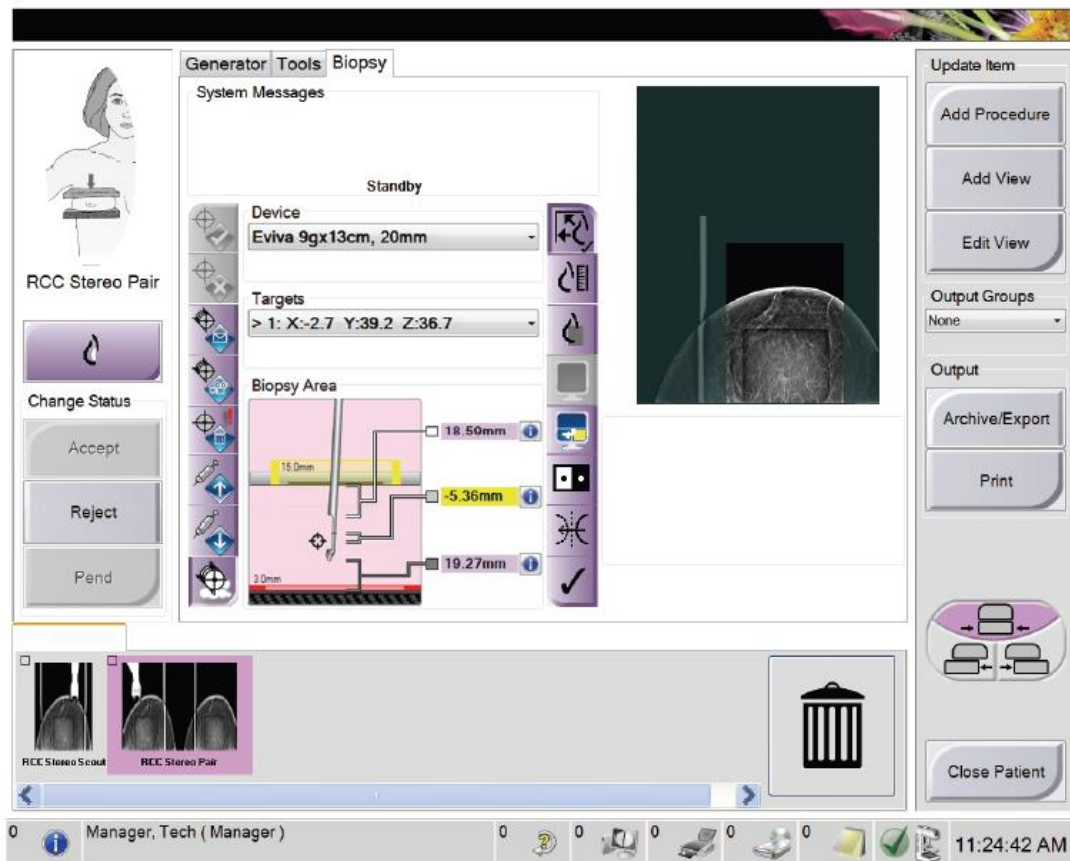 Generator Tools Biopsy
System Messages
Standby
Device
Eviva 9gx13cm, 20mm
Targets
> 1: X:-2.7 Y:39.2 Z:36.7
Biopsy Area
15.0mm
18.50mm
-5.36mm
19.27mm
3.0mm
RCC Stereo Pair
Change Status
Accept
Reject
Pend
Update Item
Add Procedure
Add View
Edit View
Output Groups
None
Output
Archive/Export
Print
Close Patient
RCC Stereo Scout
RCC Stereo Pair
0 Manager, Tech ( Manager ) 0 0 0 0 0 11:24:42 AM